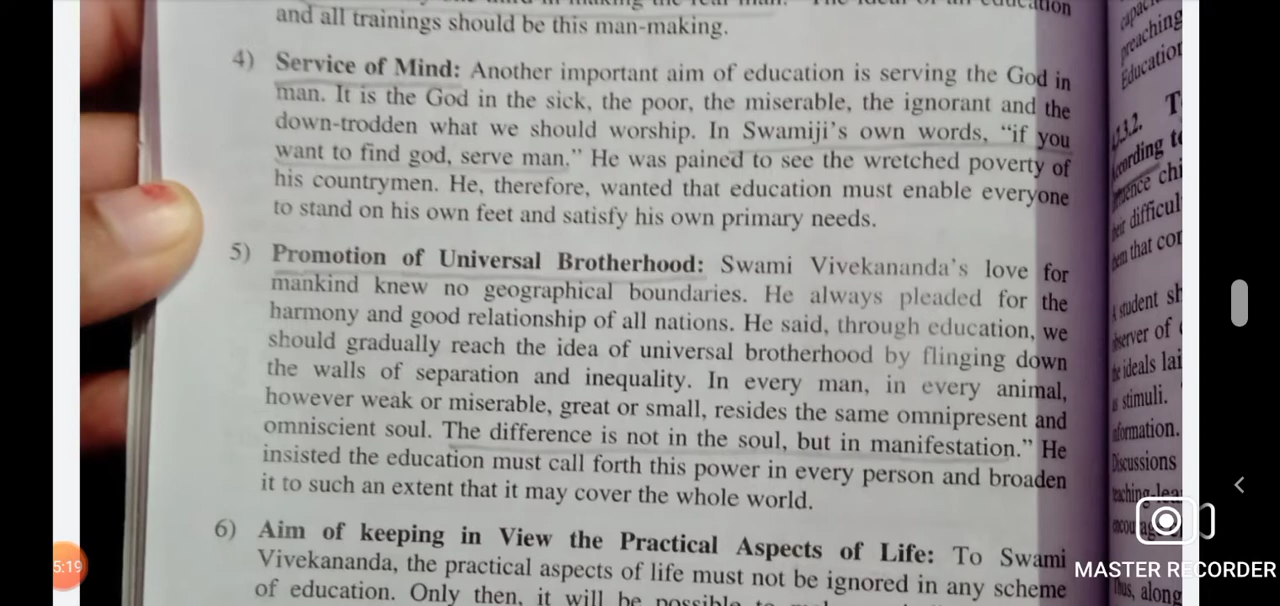 and all trainings should be this man-making.
4) Service of Mind: Another important aim of education is serving the God in
man. It is the God in the sick, the poor, the miserable, the ignorant and the
down-trodden what we should worship. In Swamiji's own words, "if you
want to find god, serve man." He was pained to see the wretched poverty of
his countrymen. He, therefore, wanted that education must enable everyone
to stand on his own feet and satisfy his own primary needs.
5) Promotion of Universal Brotherhood: Swami Vivekananda's love for
mankind knew no geographical boundaries. He always pleaded for the
harmony and good relationship of all nations. He said, through education, we
should gradually reach the idea of universal brotherhood by flinging down
the walls of separation and inequality. In every man, in every animal,
however weak or miserable, great or small, resides the same omnipresent and
omniscient soul. The difference is not in the soul, but in manifestation." He
insisted the education must call forth this power in every person and broaden
it to such an extent that it may cover the whole world.
6) Aim of keeping in View the Practical Aspects of Life: To Swami
Vivekananda, the practical aspects of life must not be ignored in any scheme
of education. Only then, it will be possible to
preaching
Education
student
ideals
stimuli.
Discussions
along
5:19
MASTER RECORDER